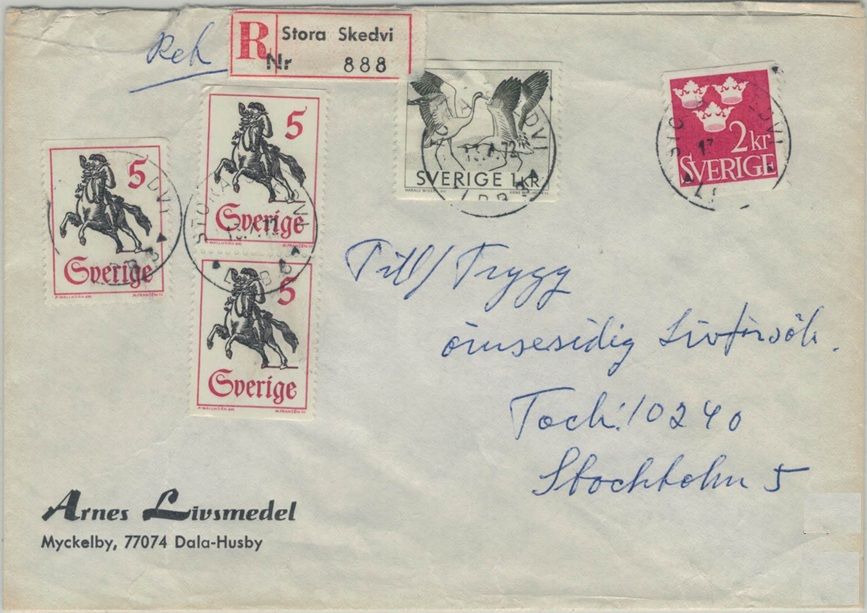 Rek
R Stora Skedvi
Nr 888
5
Sverige
5
Sverige
5
Sverige
SVERIGE 1 KR
2 kr
SVERIGE
Till Trygg
ömsesidig Livförsäk.
Fack 10240
Stockholm 5
Arnes Livsmedel
Myckelby, 77074 Dala-Husby